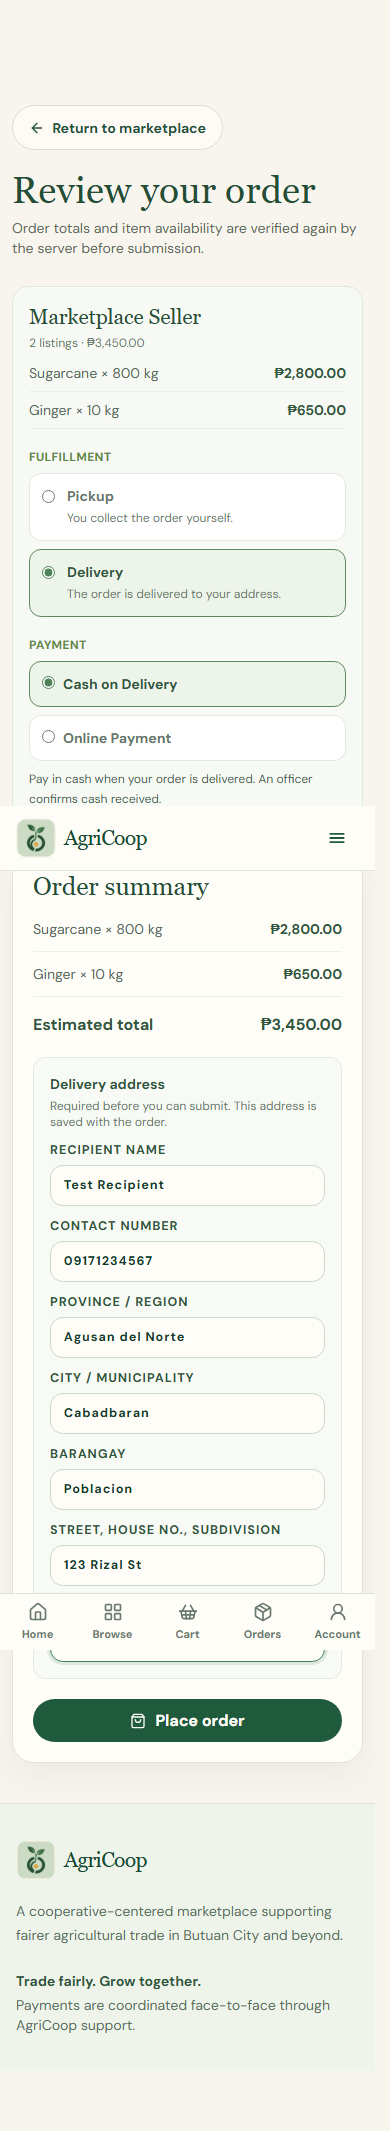 Return to marketplace
Review your order
Order totals and item availability are verified again by
the server before submission.
Marketplace Seller
2 listings · ₱3,450.00
Sugarcane × 800 kg ₱2,800.00
Ginger × 10 kg ₱650.00
FULFILLMENT
Pickup
You collect the order yourself.
Delivery
The order is delivered to your address.
PAYMENT
Cash on Delivery
Online Payment
Pay in cash when your order is delivered. An officer
confirms cash received.
AgriCoop
Order summary
Sugarcane × 800 kg ₱2,800.00
Ginger × 10 kg ₱650.00
Estimated total ₱3,450.00
Delivery address
Required before you can submit. This address is
saved with the order.
RECIPIENT NAME
Test Recipient
CONTACT NUMBER
09171234567
PROVINCE / REGION
Agusan del Norte
CITY / MUNICIPALITY
Cabadbaran
BARANGAY
Poblacion
STREET, HOUSE NO., SUBDIVISION
123 Rizal St
Home Browse Cart Orders Account
Place order
AgriCoop
A cooperative-centered marketplace supporting
fairer agricultural trade in Butuan City and beyond.
Trade fairly. Grow together.
Payments are coordinated face-to-face through
AgriCoop support.